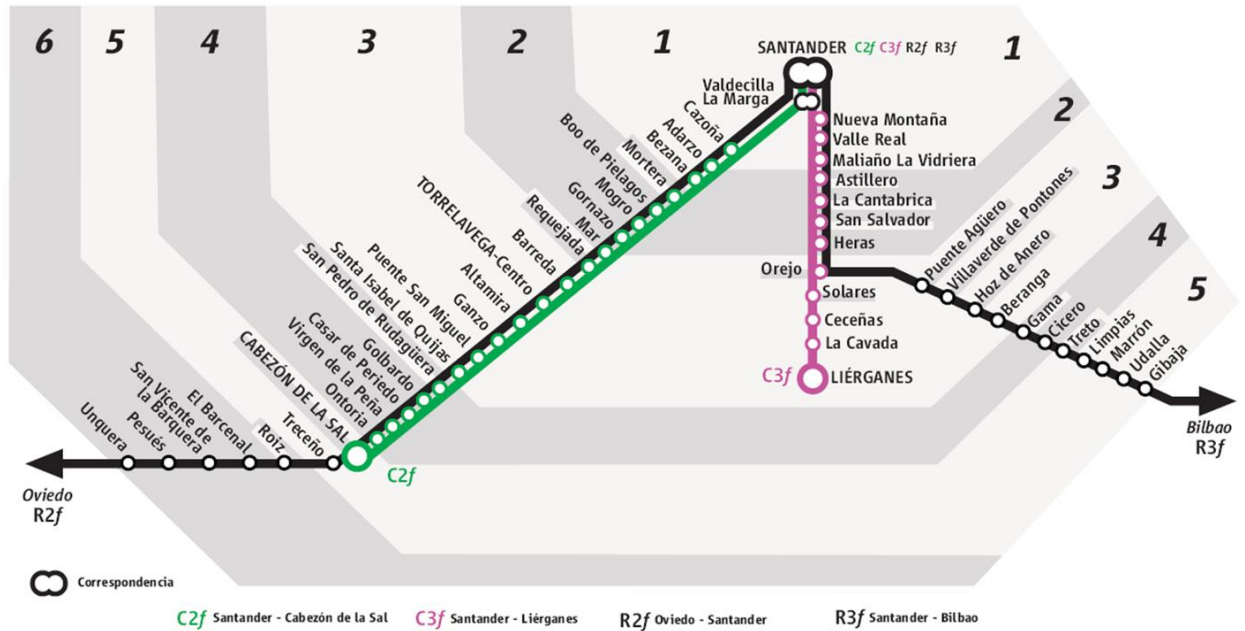 6 5 4 3 2 1
SANTANDER C2f C3f R2f R3f
1
2
3
4
5
Valdecilla
La Marga
Cazoña
Adarzo
Bezana
Mortera
Boo de Pielagos
Mogro
Gornazo
Mar
Requejada
Barreda
TORRELAVEGA-Centro
Altamira
Ganzo
Puente San Miguel
Santa Isabel de Quijas
San Pedro de Rudagüera
Golbardo
Casar de Periedo
Virgen de la Peña
Ontoria
CABEZÓN DE LA SAL
C2f
Treceño
Roiz
El Barcenal
San Vicente de
la Barquera
Pesués
Unquera
Oviedo
R2f
Nueva Montaña
Valle Real
Maliaño La Vidriera
Astillero
La Cantabrica
San Salvador
Heras
Orejo
Solares
Ceceñas
La Cavada
C3f LIÉRGANES
Puente Agüero
Villaverde de Pontones
Hoz de Anero
Beranga
Gama
Cicero
Treto
Limpias
Marrón
Udalla
Gibaja
Bilbao
R3f
Correspondencia
C2f Santander - Cabezón de la Sal C3f Santander - Liérganes R2f Oviedo - Santander R3f Santander - Bilbao